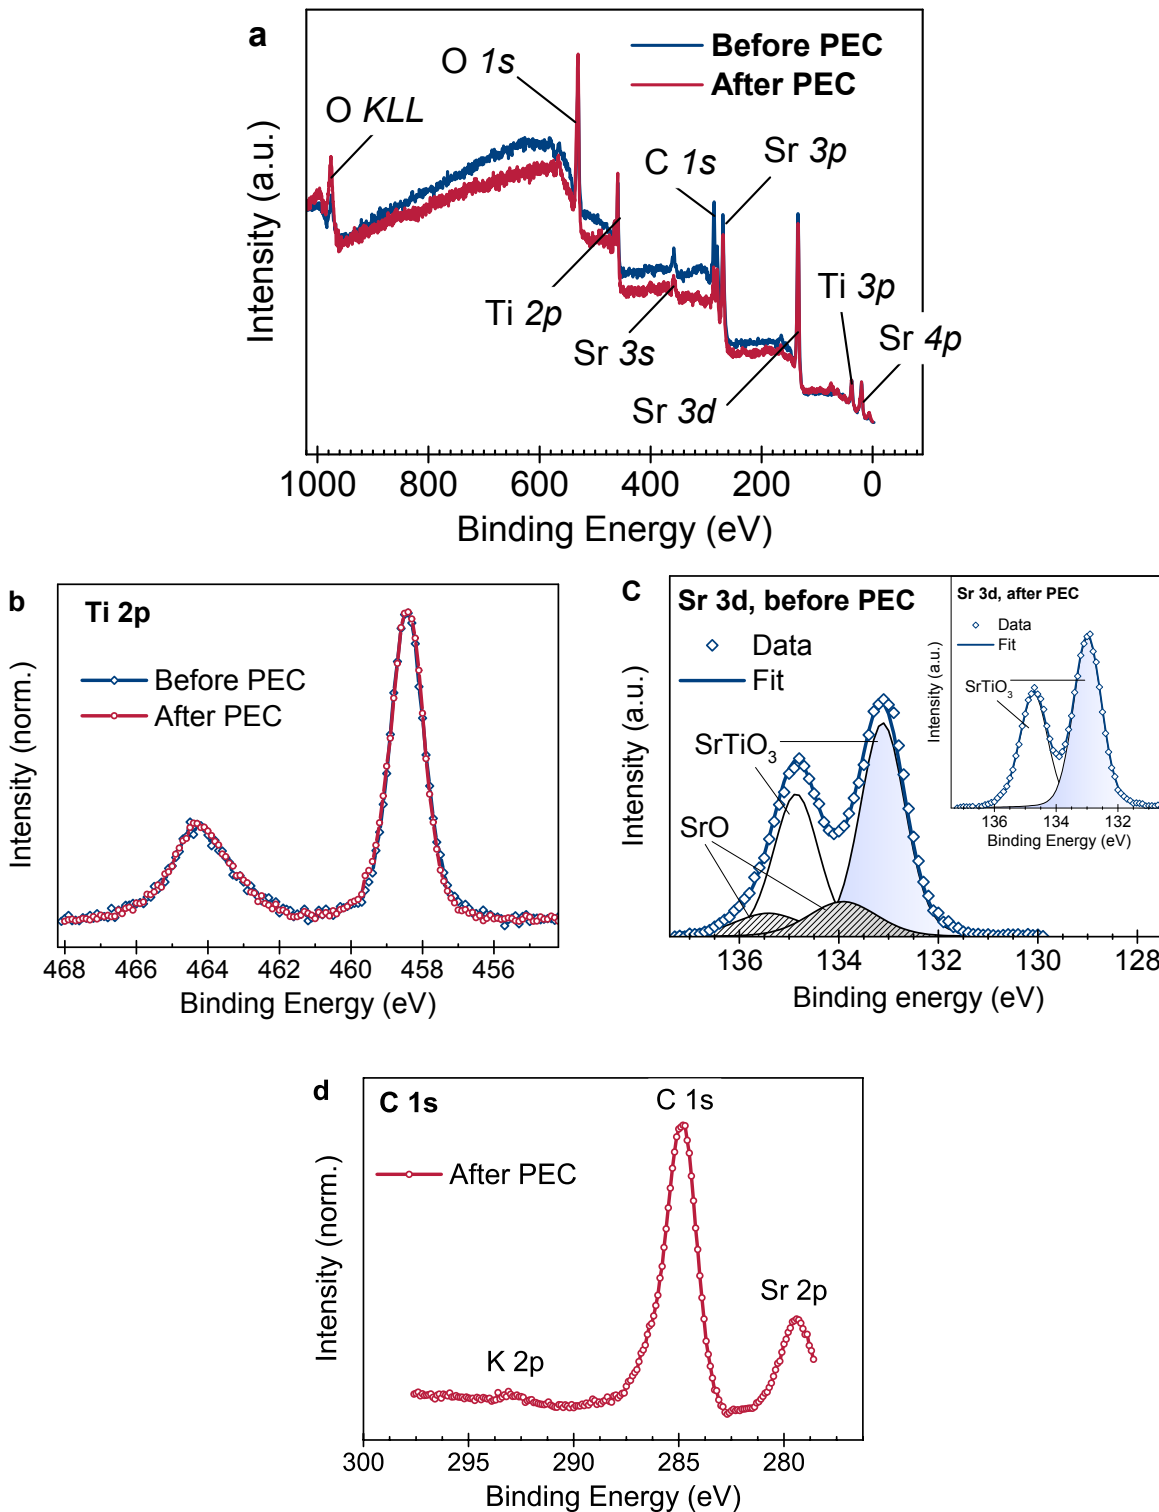 a
Before PEC
After PEC
O 1s
O KLL
C 1s
Sr 3p
Ti 2p
Sr 3s
Sr 3d
Ti 3p
Sr 4p
Intensity (a.u.)
1000 800 600 400 200 0
Binding Energy (eV)
b
Ti 2p
Before PEC
After PEC
Intensity (norm.)
468 466 464 462 460 458 456
Binding Energy (eV)
C
Sr 3d, before PEC
Data
Fit
SrTiO3
SrO
Intensity (a.u.)
136 134 132 130 128
Binding energy (eV)
Sr 3d, after PEC
Data
Fit
SrTiO3
Intensity (a.u.)
136 134 132
Binding Energy (eV)
d
C 1s
C 1s
After PEC
Sr 2p
K 2p
Intensity (norm.)
300 295 290 285 280
Binding Energy (eV)